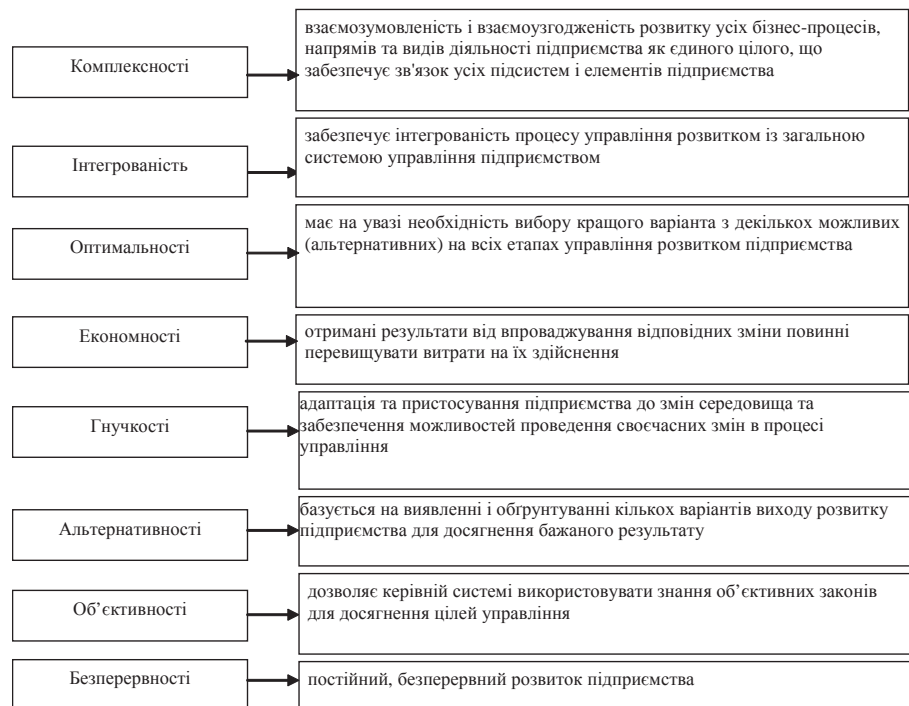 Комплексності
взаємозумовленість і взаємоузгодженість розвитку усіх бізнес-процесів,
напрямів та видів діяльності підприємства як єдиного цілого, що
забезпечує зв'язок усіх підсистем і елементів підприємства
Інтегрованість
забезпечує інтегрованість процесу управління розвитком із загальною
системою управління підприємством
Оптимальності
має на увазі необхідність вибору кращого варіанта з декількох можливих
(альтернативних) на всіх етапах управління розвитком підприємства
Економності
отримані результати від впроваджування відповідних зміни повинні
перевищувати витрати на їх здійснення
Гнучкості
адаптація та пристосування підприємства до змін середовища та
забезпечення можливостей проведення своєчасних змін в процесі
управління
Альтернативності
базується на виявленні і обґрунтуванні кількох варіантів виходу розвитку
підприємства для досягнення бажаного результату
Об’єктивності
дозволяє керівній системі використовувати знання об’єктивних законів
для досягнення цілей управління
Безперервності
постійний, безперервний розвиток підприємства